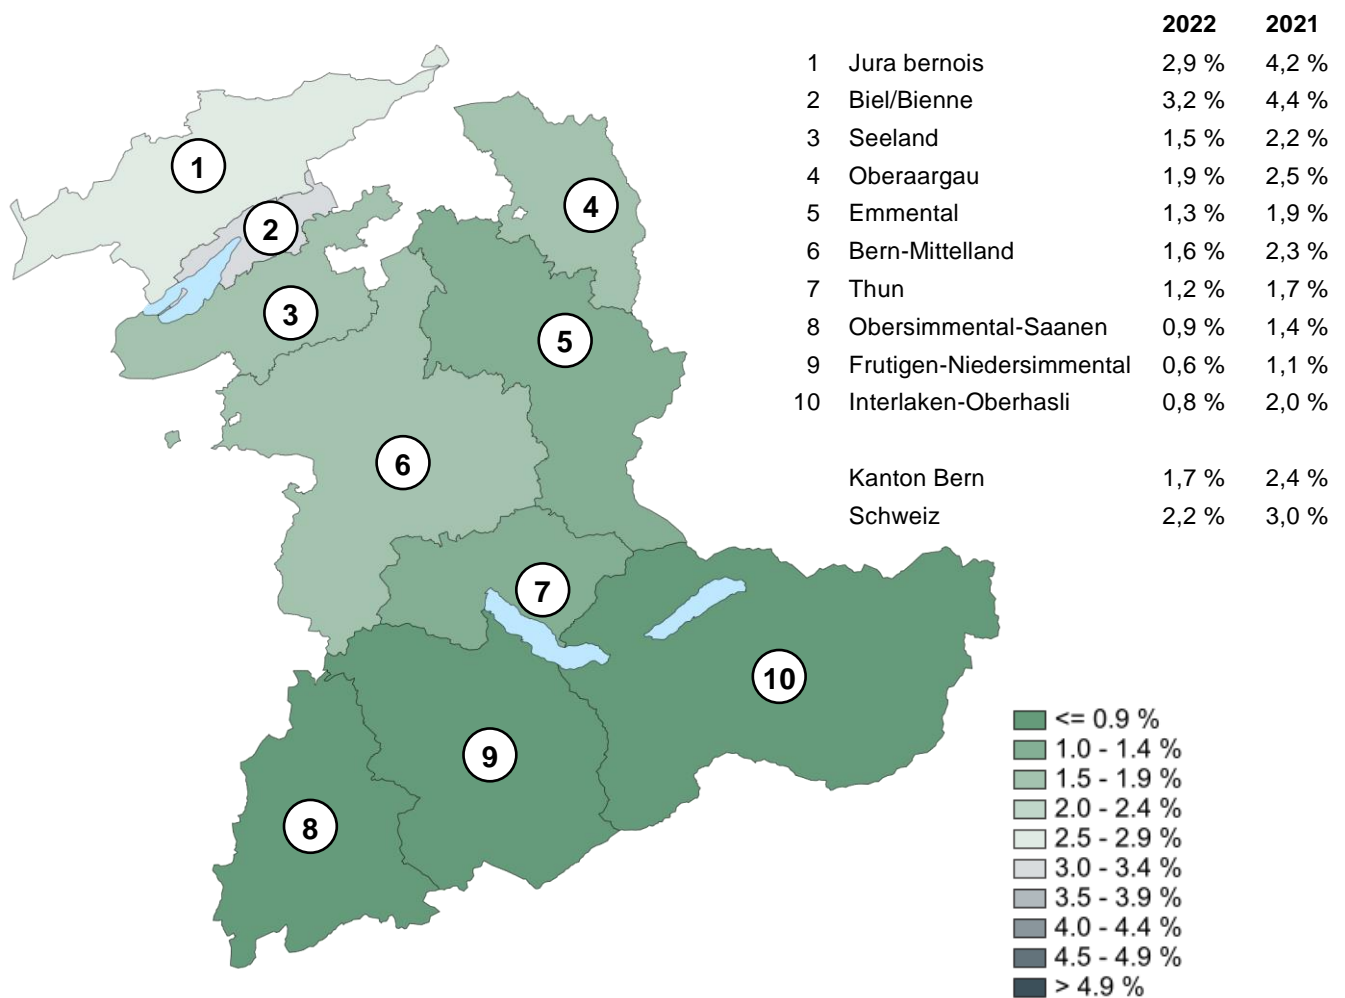 2022 2021
1 Jura bernois 2,9 % 4,2 %
2 Biel/Bienne 3,2 % 4,4 %
3 Seeland 1,5 % 2,2 %
4 Oberaargau 1,9 % 2,5 %
5 Emmental 1,3 % 1,9 %
6 Bern-Mittelland 1,6 % 2,3 %
7 Thun 1,2 % 1,7 %
8 Obersimmental-Saanen 0,9 % 1,4 %
9 Frutigen-Niedersimmental 0,6 % 1,1 %
10 Interlaken-Oberhasli 0,8 % 2,0 %
Kanton Bern 1,7 % 2,4 %
Schweiz 2,2 % 3,0 %
1
2
3
4
5
6
7
8
9
10
<= 0.9 %
1.0 - 1.4 %
1.5 - 1.9 %
2.0 - 2.4 %
2.5 - 2.9 %
3.0 - 3.4 %
3.5 - 3.9 %
4.0 - 4.4 %
4.5 - 4.9 %
> 4.9 %